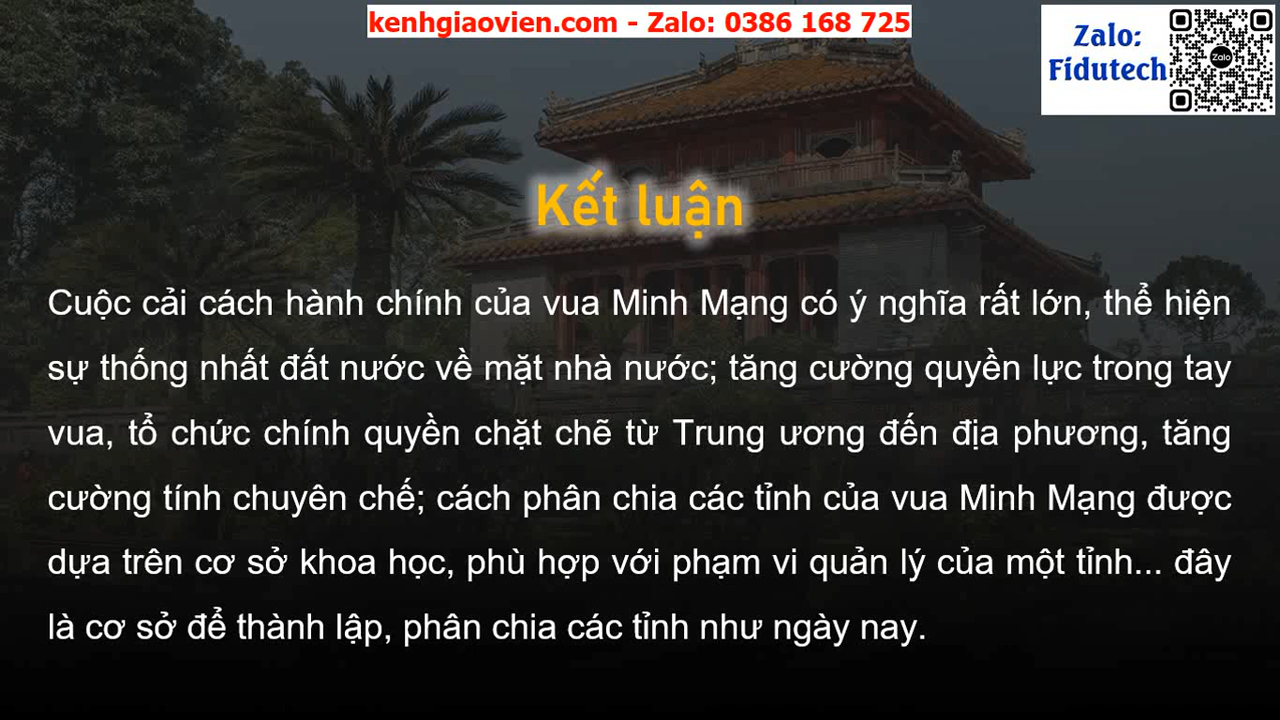 kenhgiaovien.com - Zalo: 0386 168 725
Zalo:
Fidutech
Zalo
Kết luận
Cuộc cải cách hành chính của vua Minh Mạng có ý nghĩa rất lớn, thể hiện
sự thống nhất đất nước về mặt nhà nước; tăng cường quyền lực trong tay
vua, tổ chức chính quyền chặt chẽ từ Trung ương đến địa phương, tăng
cường tính chuyên chế; cách phân chia các tỉnh của vua Minh Mạng được
dựa trên cơ sở khoa học, phù hợp với phạm vi quản lý của một tỉnh... đây
là cơ sở để thành lập, phân chia các tỉnh như ngày nay.